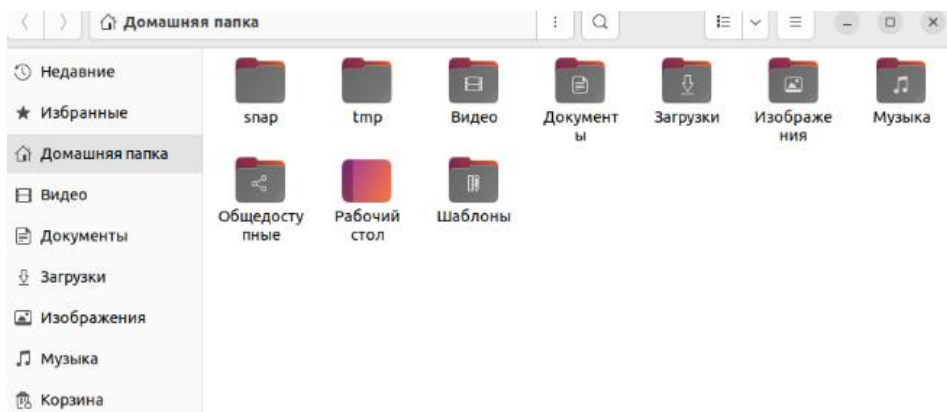 Домашняя папка
Недавние
Избранные
Домашняя папка
Видео
Документы
Загрузки
Изображения
Музыка
Корзина
snap
tmp
Видео
Документ
ы
Загрузки
Изображе
ния
Музыка
Общедосту
пные
Рабочий
стол
Шаблоны